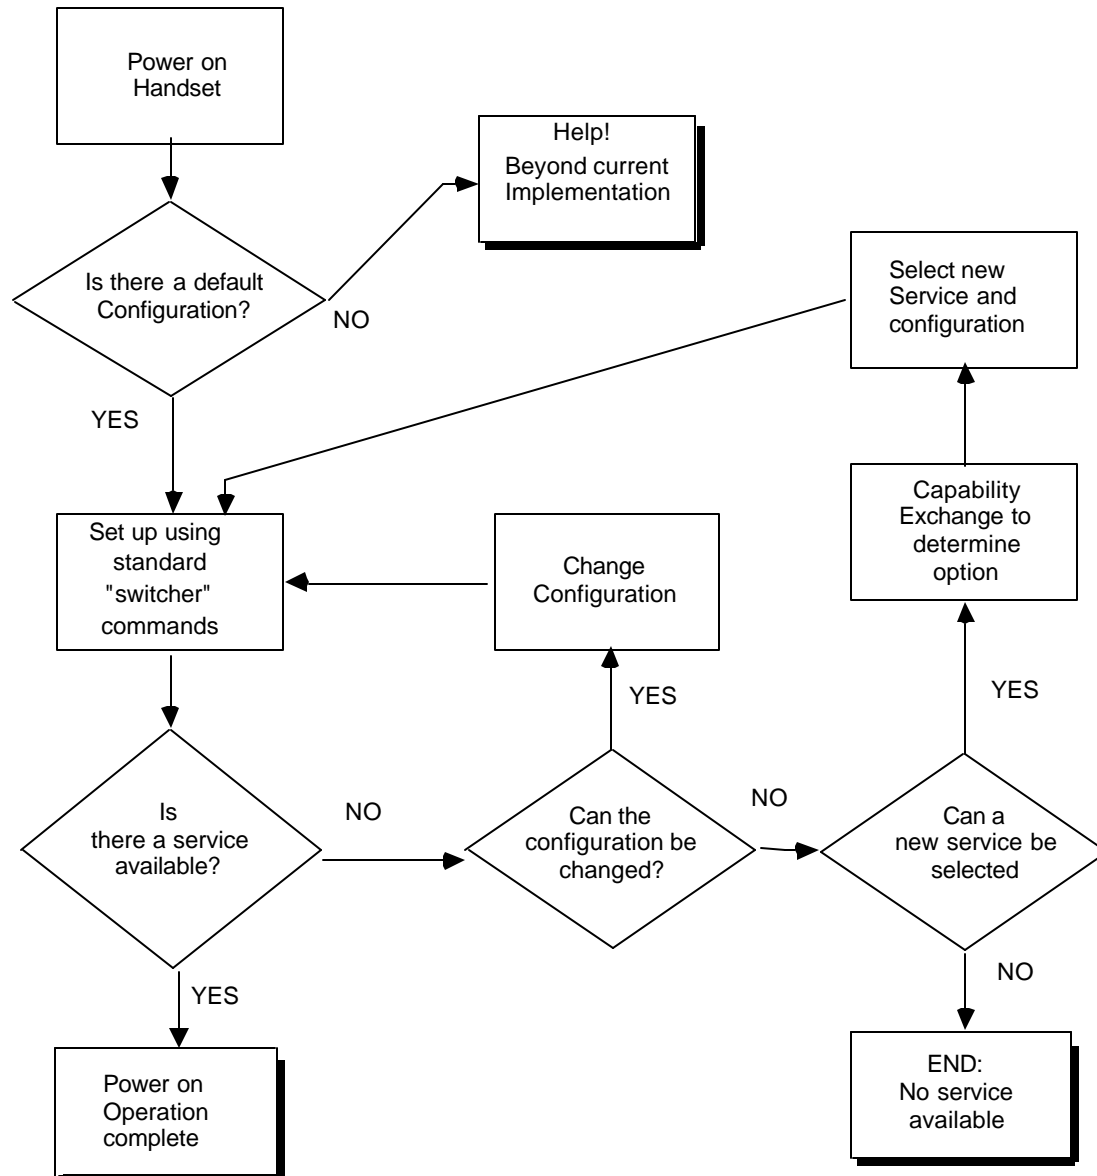 Power on
Handset
Help!
Beyond current
Implementation
Is there a default
Configuration?
NO
YES
Select new
Service and
configuration
Capability
Exchange to
determine
option
Set up using
standard
"switcher"
commands
Change
Configuration
YES
YES
Is
there a service
available?
NO
Can the
configuration be
changed?
NO
Can a
new service be
selected
YES
NO
Power on
Operation
complete
END:
No service
available